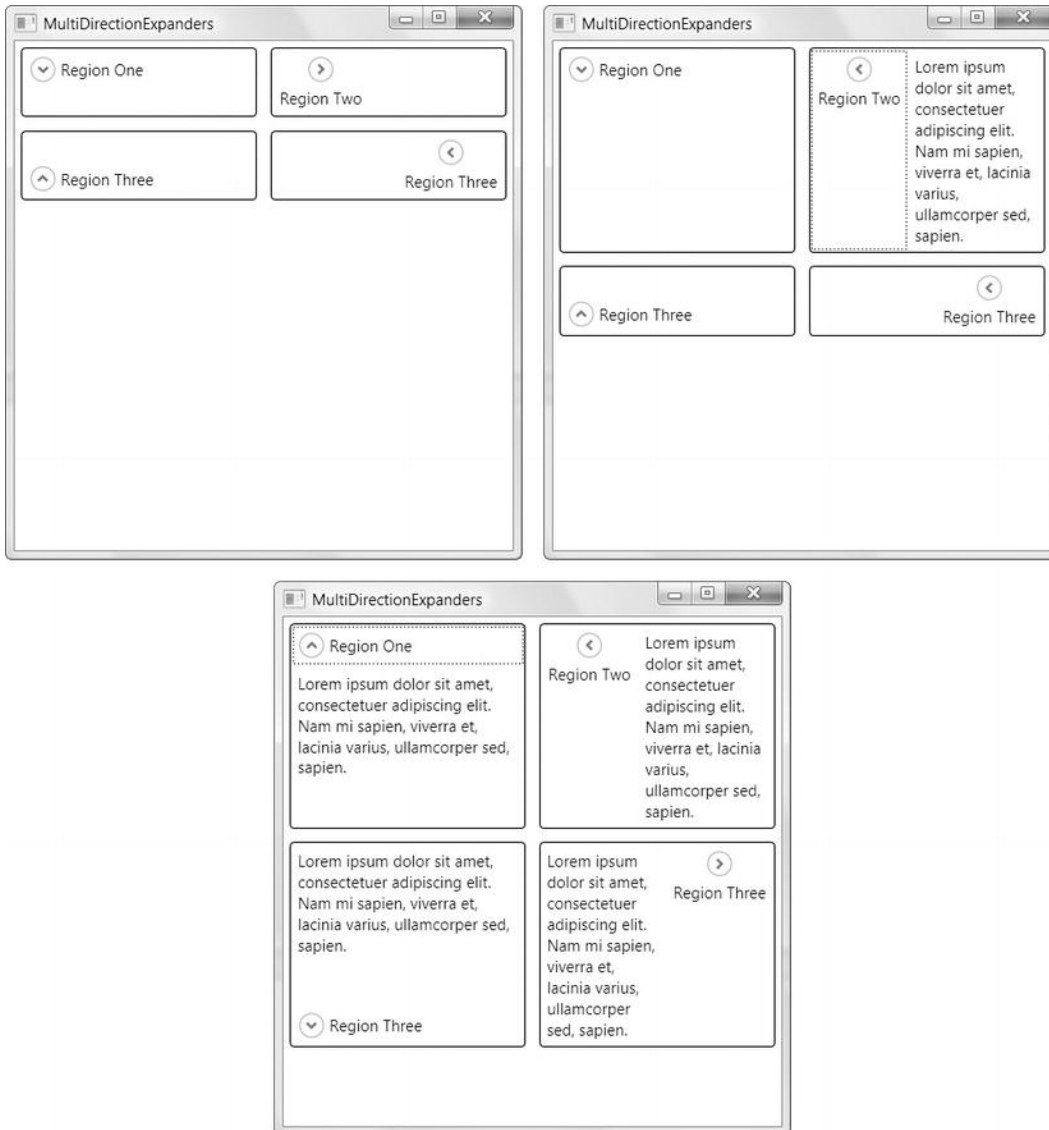 MultiDirectionExpanders
Region One
Region Two
Region Three
Region Three
MultiDirectionExpanders
Region One
Region Two
Lorem ipsum
dolor sit amet,
consectetuer
adipiscing elit.
Nam mi sapien,
viverra et, lacinia
varius,
ullamcorper sed,
sapien.
Region Three
Region Three
MultiDirectionExpanders
Region One
Lorem ipsum dolor sit amet,
consectetuer adipiscing elit.
Nam mi sapien, viverra et,
lacinia varius, ullamcorper sed,
sapien.
Region Two
Lorem ipsum
dolor sit amet,
consectetuer
adipiscing elit.
Nam mi sapien,
viverra et, lacinia
varius,
ullamcorper sed,
sapien.
Lorem ipsum dolor sit amet,
consectetuer adipiscing elit.
Nam mi sapien, viverra et,
lacinia varius, ullamcorper sed,
sapien.
Region Three
Lorem ipsum
dolor sit amet,
consectetuer
adipiscing elit.
Nam mi sapien,
viverra et,
lacinia varius,
ullamcorper
sed, sapien.
Region Three